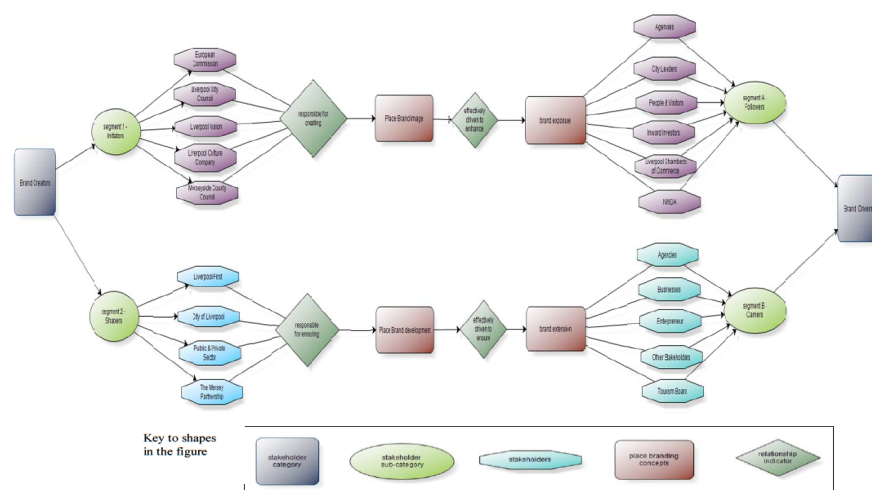 European
Commission
Liverpool City
Council
Liverpool Vision
Liverpool Culture
Company
Merseyside County
Council
segment 1 -
Initiators
responsible for
creating
Place Brand image
effectively
driven to
enhance
brand exposure
Agencies
City Leaders
People & Visitors
Inward Investors
Liverpool Chambers
of Commerce
NWDA
segment A -
Followers
Brand Creators
Brand Drivers
segment 2 -
Shapers
Liverpool First
City of Liverpool
Public & Private
Sector
The Mersey
Partnership
responsible
for ensuring
Place Brand development
effectively
driven to
ensure
brand extension
Agencies
Businesses
Entepreneur
Other Stakeholders
Tourism Board
segment B -
Carriers
Key to shapes
in the figure
stakeholder
category
stakeholder
sub-category
stakeholders
place branding
concepts
relationship
indicator